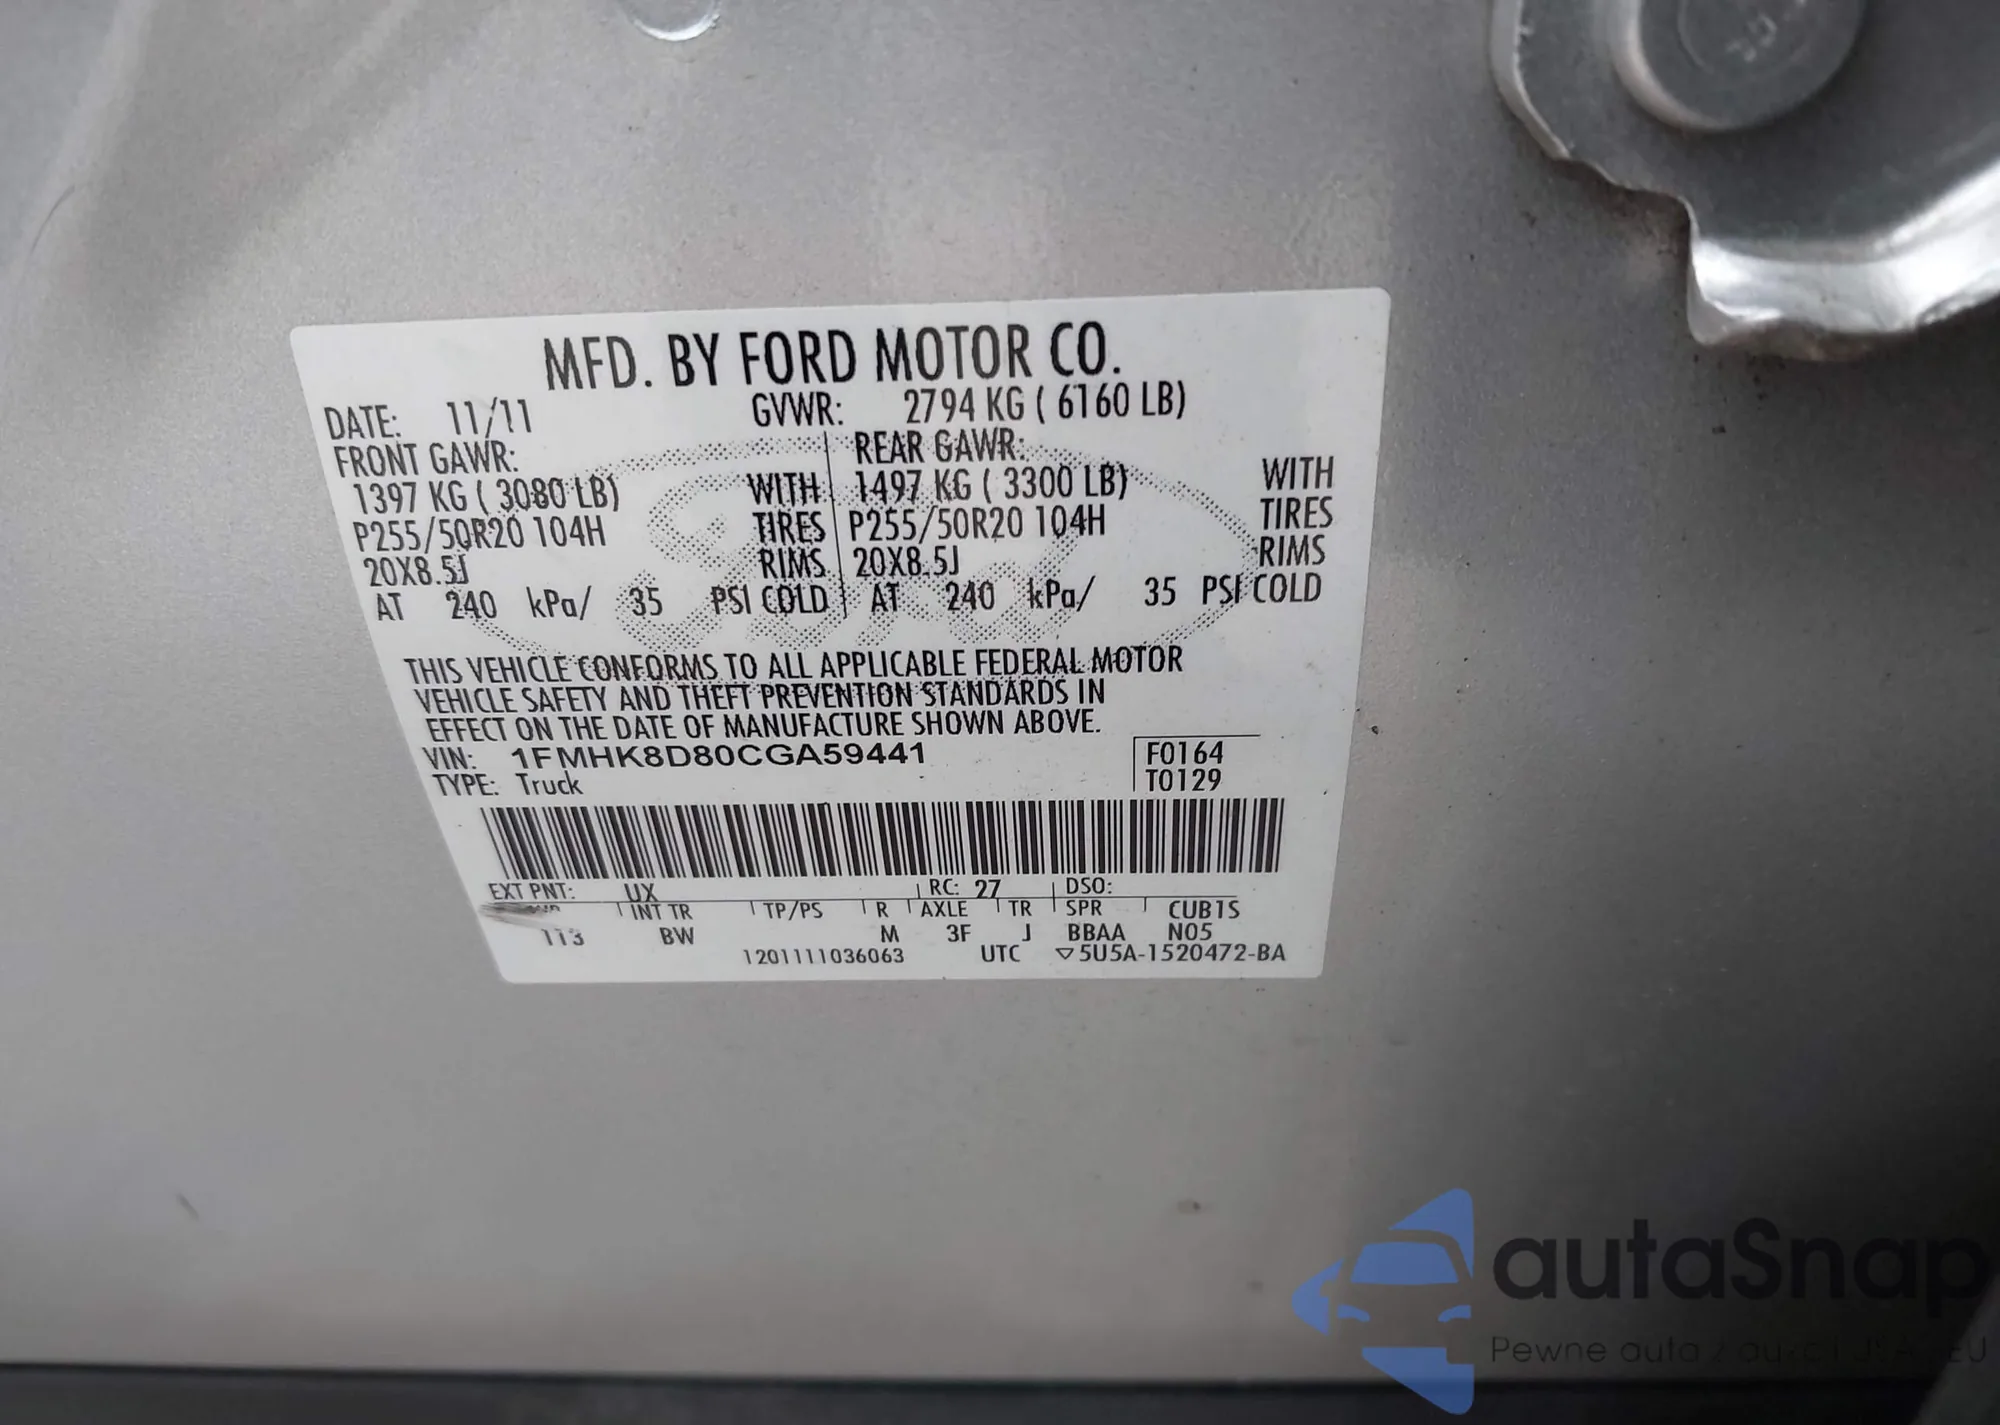 MFD. BY FORD MOTOR CO.
DATE: 11/11 GVWR: 2794 KG ( 6160 LB)
FRONT GAWR: REAR GAWR:
1397 KG ( 3080 LB) WITH 1497 KG ( 3300 LB) WITH
P255/50R20 104H TIRES P255/50R20 104H TIRES
20X8.5J RIMS 20X8.5J RIMS
AT 240 kPa/ 35 PSI COLD AT 240 kPa/ 35 PSI COLD
THIS VEHICLE CONFORMS TO ALL APPLICABLE FEDERAL MOTOR
VEHICLE SAFETY AND THEFT PREVENTION STANDARDS IN
EFFECT ON THE DATE OF MANUFACTURE SHOWN ABOVE.
VIN: 1FMHK8D80CGA59441 F0164
TYPE: Truck T0129
EXT PNT: UX RC: 27 DSO:
INT TR TP/PS R AXLE TR SPR CUB1S
113 BW M 3F J BBAA N05
1201111036063 UTC ▽5U5A-1520472-BA
autaSnap
Pewne auta z